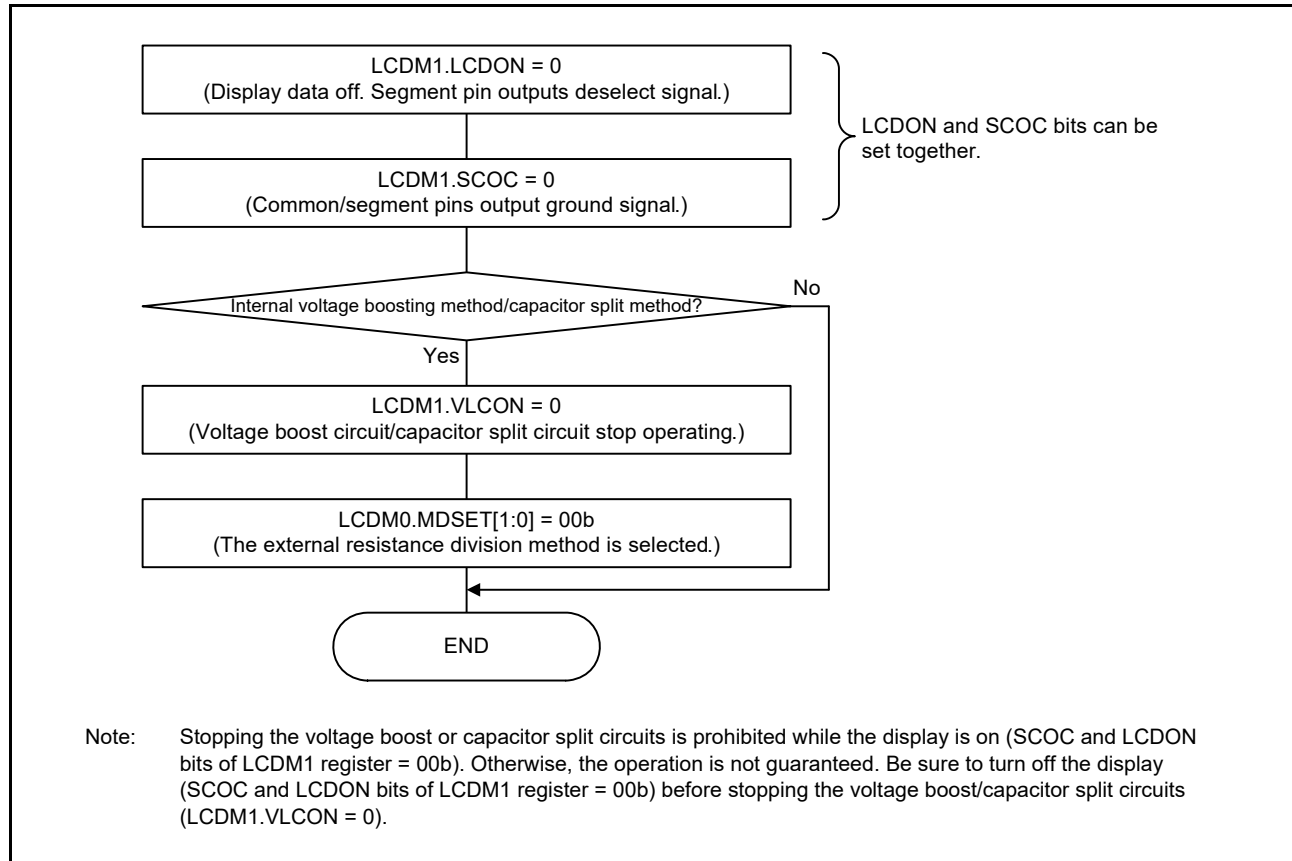 LCDM1.LCDON = 0
(Display data off. Segment pin outputs deselect signal.)
LCDON and SCOC bits can be
set together.
LCDM1.SCOC = 0
(Common/segment pins output ground signal.)
Internal voltage boosting method/capacitor split method?
No
Yes
LCDM1.VLCON = 0
(Voltage boost circuit/capacitor split circuit stop operating.)
LCDM0.MDSET[1:0] = 00b
(The external resistance division method is selected.)
END
Note: Stopping the voltage boost or capacitor split circuits is prohibited while the display is on (SCOC and LCDON
bits of LCDM1 register = 00b). Otherwise, the operation is not guaranteed. Be sure to turn off the display
(SCOC and LCDON bits of LCDM1 register = 00b) before stopping the voltage boost/capacitor split circuits
(LCDM1.VLCON = 0).